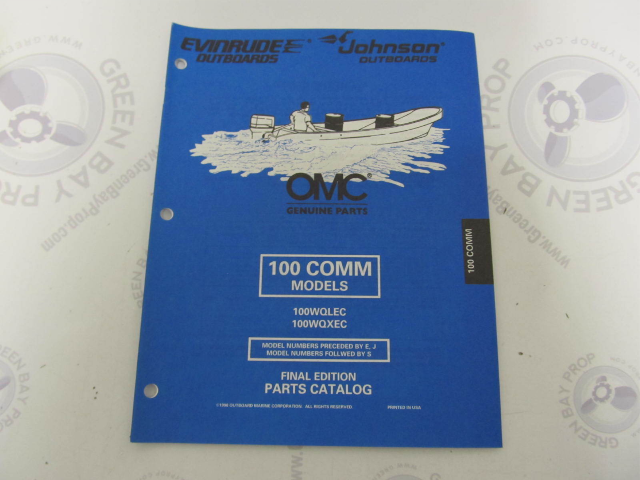 EVINRUDE® Johnson®
OUTBOARDS OUTBOARDS
OMC®
GENUINE PARTS
100 COMM
MODELS
100WQLEC
100WQXEC
MODEL NUMBERS PRECEDED BY E, J
MODEL NUMBERS FOLLWED BY S
FINAL EDITION
PARTS CATALOG
OUTBOARD MARINE CORPORATION. ALL RIGHTS RESERVED. PRINTED IN USA
100 COMM
GREEN BAY PROP
www.GreenBayProp.com